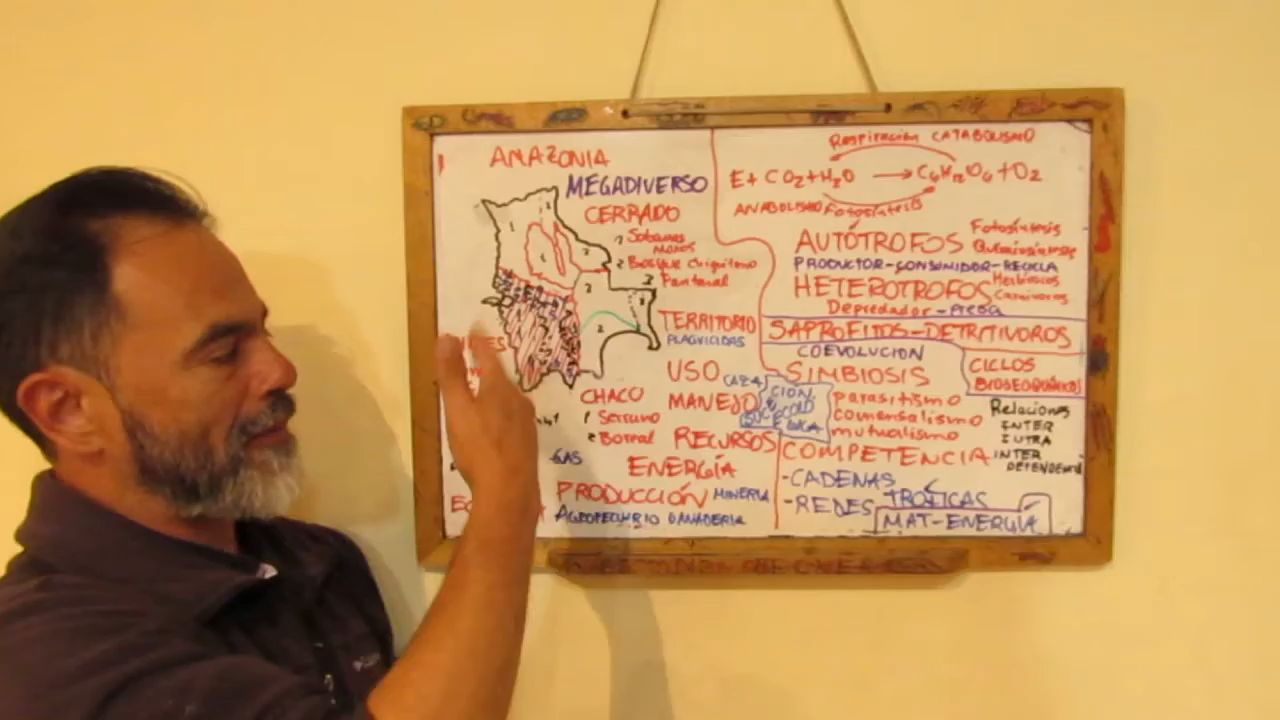 AMAZONIA
MEGADIVERSO
CERRADO
1 Sabanas
2 Bosque Chiquitano
3 Pantanal
TERRITORIO
PLAGUICIDAS
USO CAZA
MANEJO
CHACO
1 Serrano
2 Boreal
RECURSOS
GAS
ENERGÍA
PRODUCCIÓN MINERIA
AGROPECUARIO GANADERIA
RESPIRACIÓN CATABOLISMO
E + CO2 + H2O → C6H12O6 + O2
ANABOLISMO Fotosíntesis
AUTÓTROFOS Fotosíntesis
Quimiosíntesis
PRODUCTOR-CONSUMIDOR-RECICLA
HETERÓTROFOS Herbívoros
Carnívoros
Depredador-Presa
SAPROFITOS-DETRITIVOROS
COEVOLUCION
SIMBIOSIS
CICLOS
BIOGEOQUÍMICOS
parasitismo
comensalismo
mutualismo
Relaciones
INTER
INTRA
INTER
COMPETENCIA
-CADENAS
-REDES TRÓFICAS
MAT-ENERGIA